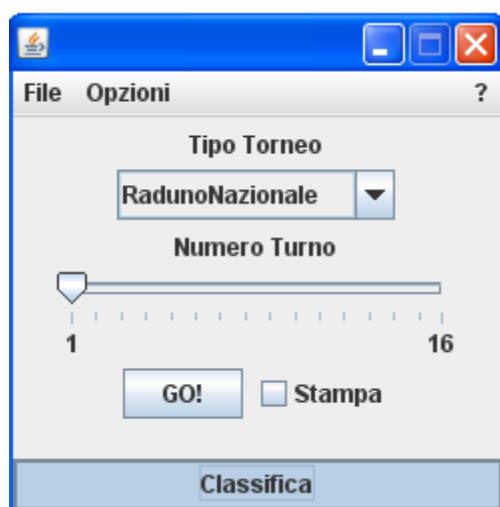 File Opzioni ?
Tipo Torneo
RadunoNazionale
Numero Turno
1 16
GO! Stampa
Classifica